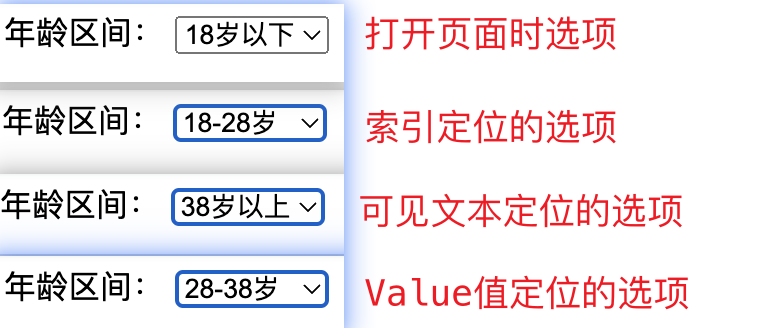 年龄区间： 18岁以下 打开页面时选项
年龄区间： 18-28岁 索引定位的选项
年龄区间： 38岁以上 可见文本定位的选项
年龄区间： 28-38岁 Value值定位的选项